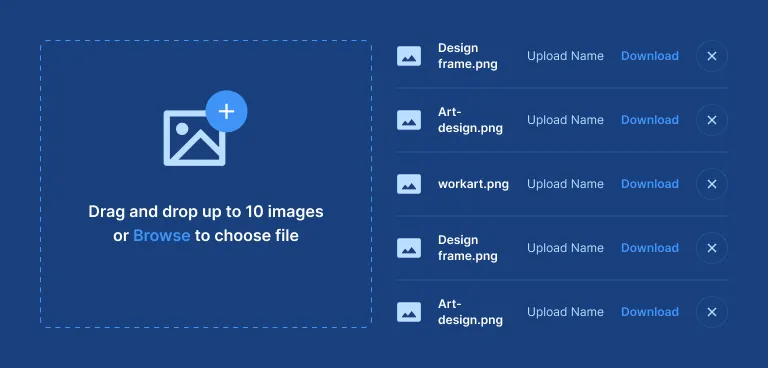 Drag and drop up to 10 images
or Browse to choose file
Design
frame.png
Upload Name
Download
Art-
design.png
Upload Name
Download
workart.png
Upload Name
Download
Design
frame.png
Upload Name
Download
Art-
design.png
Upload Name
Download